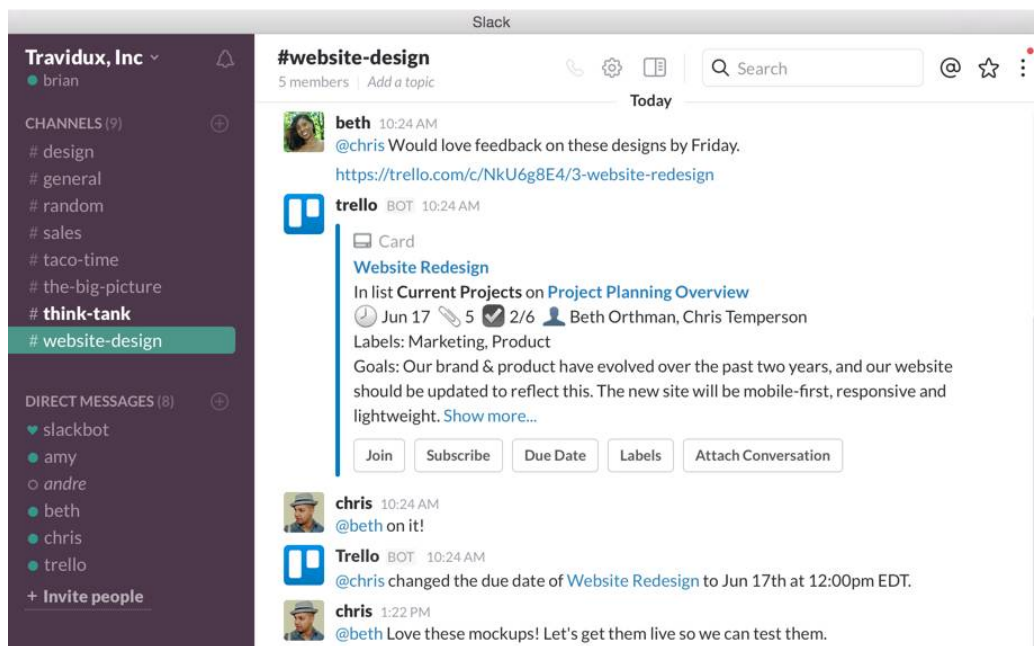 Slack
Travidux, Inc
brian
CHANNELS (9)
# design
# general
# random
# sales
# taco-time
# the-big-picture
# think-tank
# website-design
DIRECT MESSAGES (8)
slackbot
amy
andre
beth
chris
trello
+ Invite people
#website-design
5 members | Add a topic
Search
Today
beth 10:24 AM
@chris Would love feedback on these designs by Friday.
https://trello.com/c/NkU6g8E4/3-website-redesign
trello BOT 10:24 AM
Card
Website Redesign
In list Current Projects on Project Planning Overview
Jun 17 5 2/6 Beth Orthman, Chris Temperson
Labels: Marketing, Product
Goals: Our brand & product have evolved over the past two years, and our website
should be updated to reflect this. The new site will be mobile-first, responsive and
lightweight. Show more...
Join Subscribe Due Date Labels Attach Conversation
chris 10:24 AM
@beth on it!
Trello BOT 10:24 AM
@chris changed the due date of Website Redesign to Jun 17th at 12:00pm EDT.
chris 1:22 PM
@beth Love these mockups! Let's get them live so we can test them.